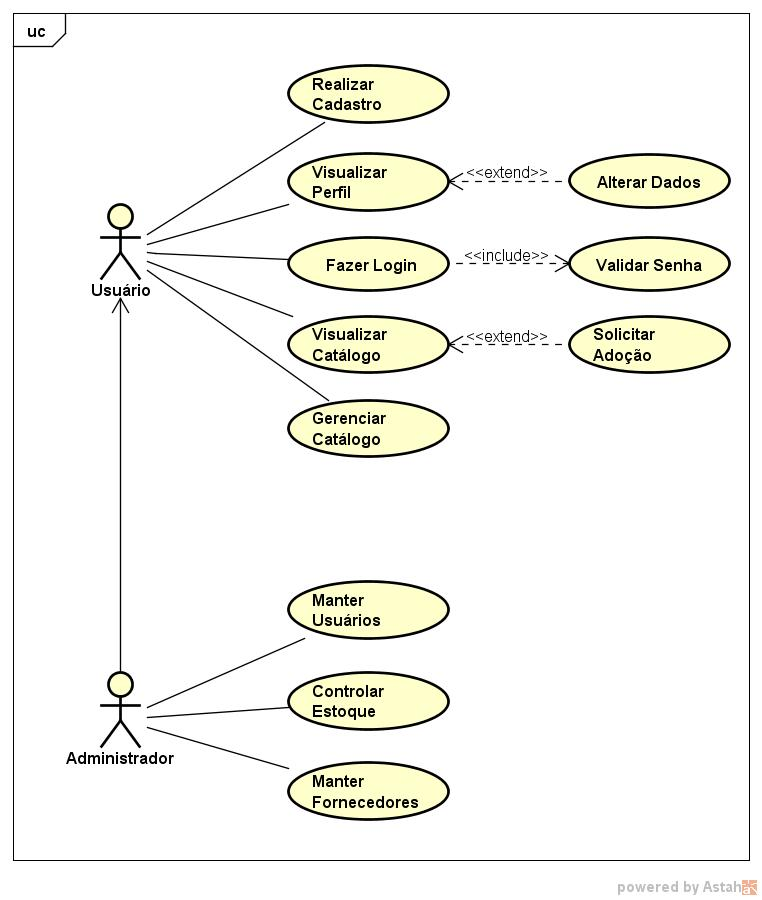 uc
Realizar
Cadastro
Visualizar
Perfil
<<extend>>
Alterar Dados
Usuário
Fazer Login
<<include>>
Validar Senha
Visualizar
Catálogo
<<extend>>
Solicitar
Adoção
Gerenciar
Catálogo
Manter
Usuários
Administrador
Controlar
Estoque
Manter
Fornecedores
powered by Astah